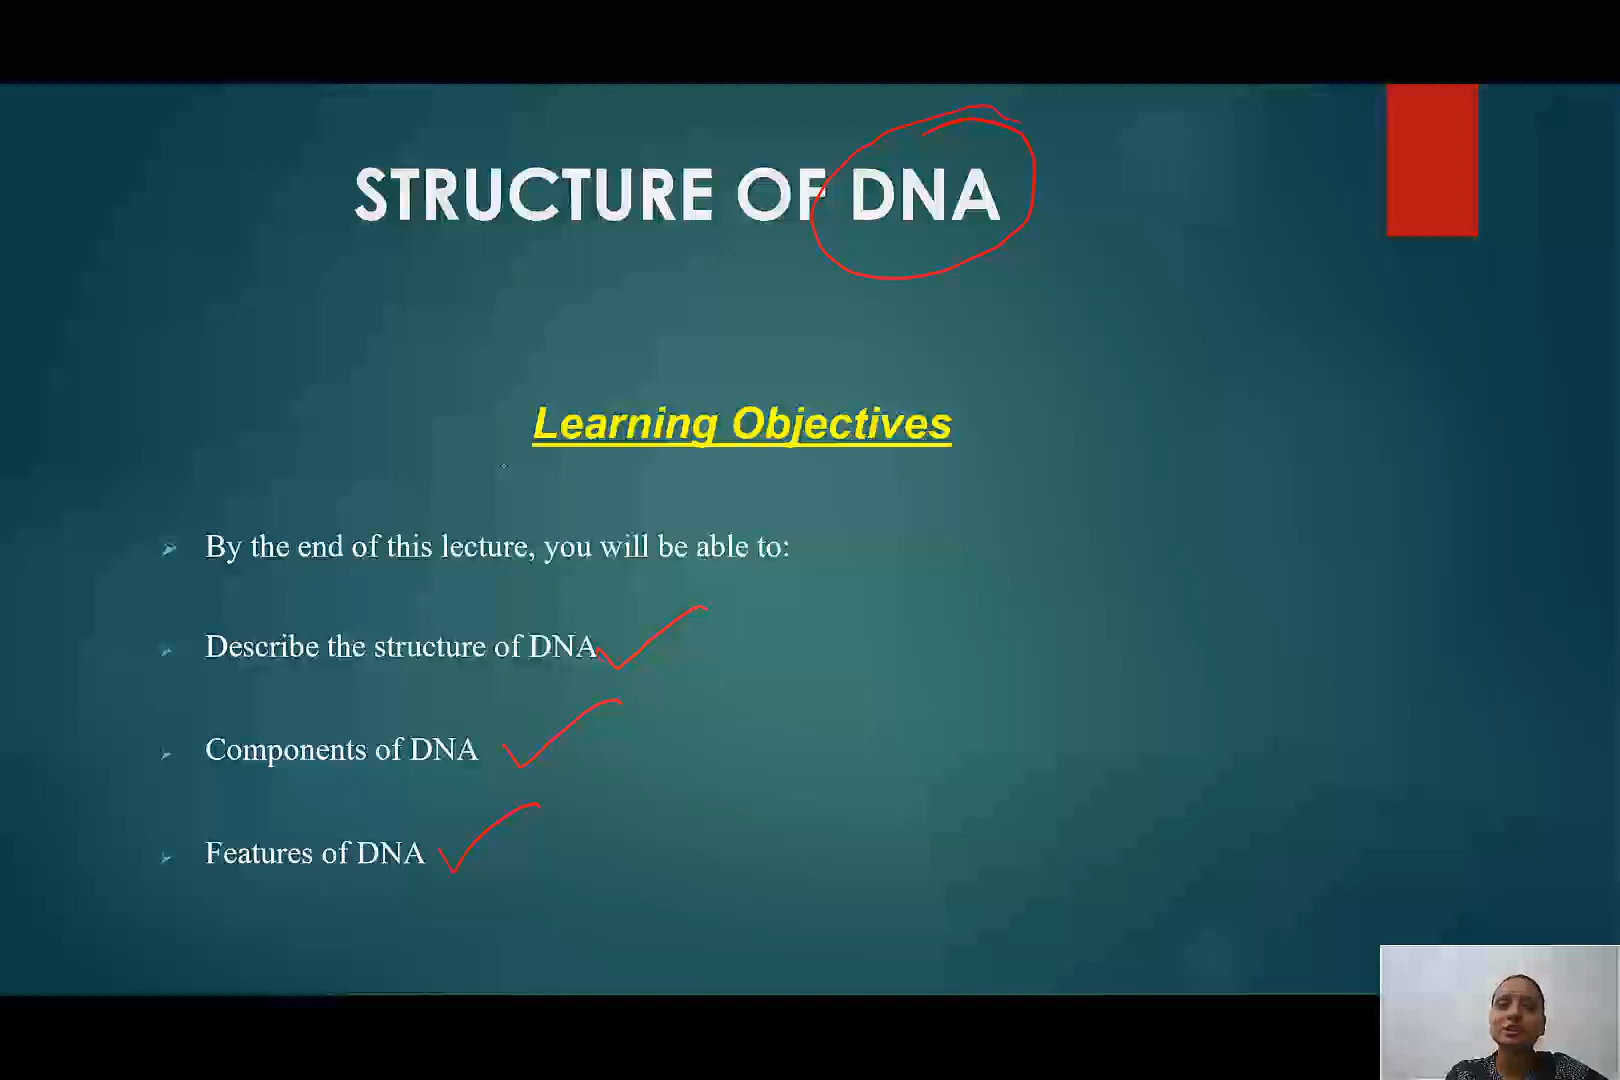 STRUCTURE OF DNA
Learning Objectives
By the end of this lecture, you will be able to:
Describe the structure of DNA
Components of DNA
Features of DNA